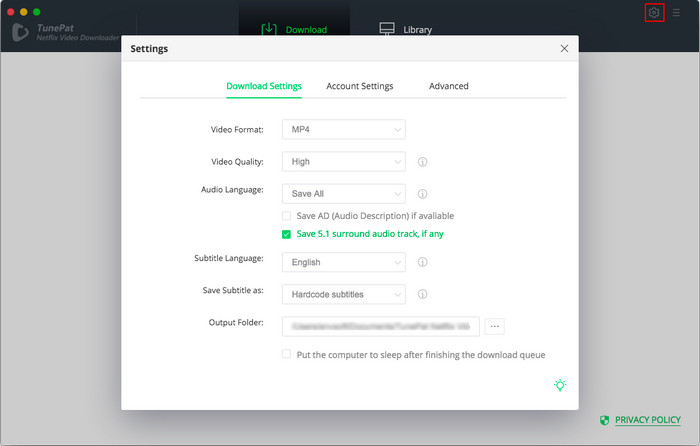 TunePat
Netflix Video Downloader
Download
Library
Settings
Download Settings
Account Settings
Advanced
Video Format:
MP4
Video Quality:
High
Audio Language:
Save All
Save AD (Audio Description) if available
Save 5.1 surround audio track, if any
Subtitle Language:
English
Save Subtitle as:
Hardcode subtitles
Output Folder:
...
Put the computer to sleep after finishing the download queue
PRIVACY POLICY